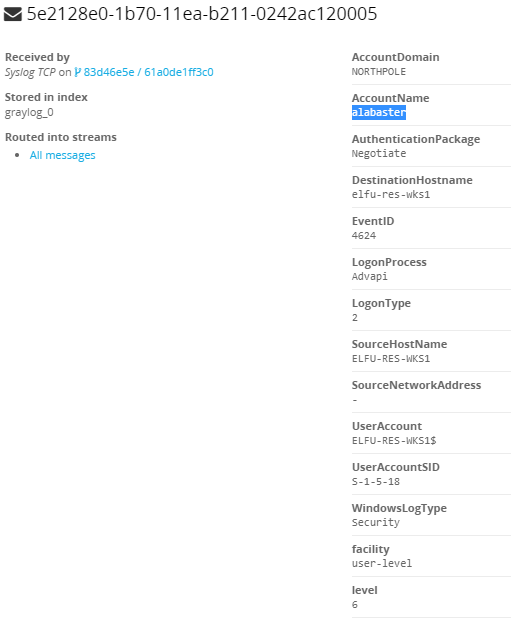 5e2128e0-1b70-11ea-b211-0242ac120005
Received by
Syslog TCP on 83d46e5e / 61a0de1ff3c0
Stored in index
graylog_0
Routed into streams
All messages
AccountDomain
NORTHPOLE
AccountName
alabaster
AuthenticationPackage
Negotiate
DestinationHostname
elfu-res-wks1
EventID
4624
LogonProcess
Advapi
LogonType
2
SourceHostName
ELFU-RES-WKS1
SourceNetworkAddress
-
UserAccount
ELFU-RES-WKS1$
UserAccountSID
S-1-5-18
WindowsLogType
Security
facility
user-level
level
6